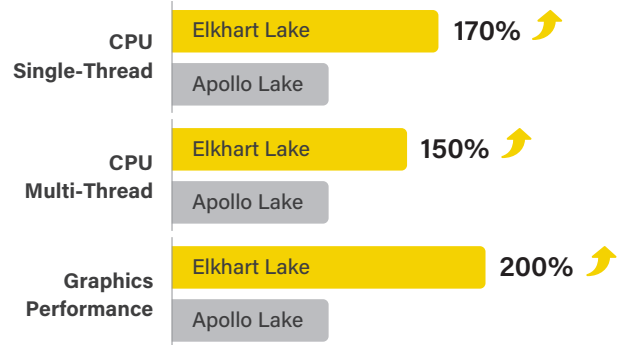 CPU
Single-Thread
Elkhart Lake
170%
Apollo Lake
CPU
Multi-Thread
Elkhart Lake
150%
Apollo Lake
Graphics
Performance
Elkhart Lake
200%
Apollo Lake